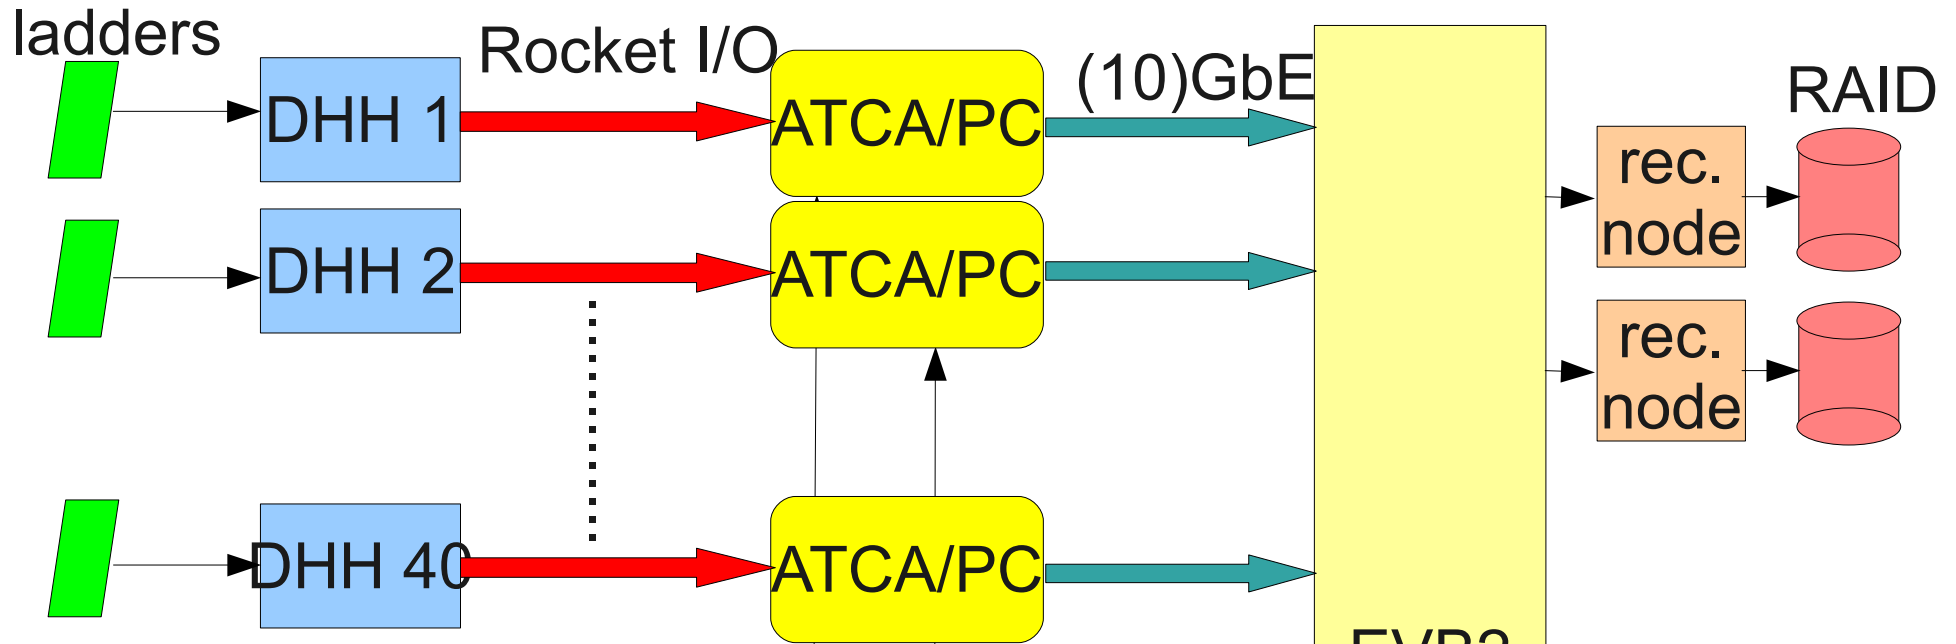 ladders
Rocket I/O
(10)GbE
RAID
DHH 1
ATCA/PC
rec.
node
DHH 2
ATCA/PC
rec.
node
DHH 40
ATCA/PC